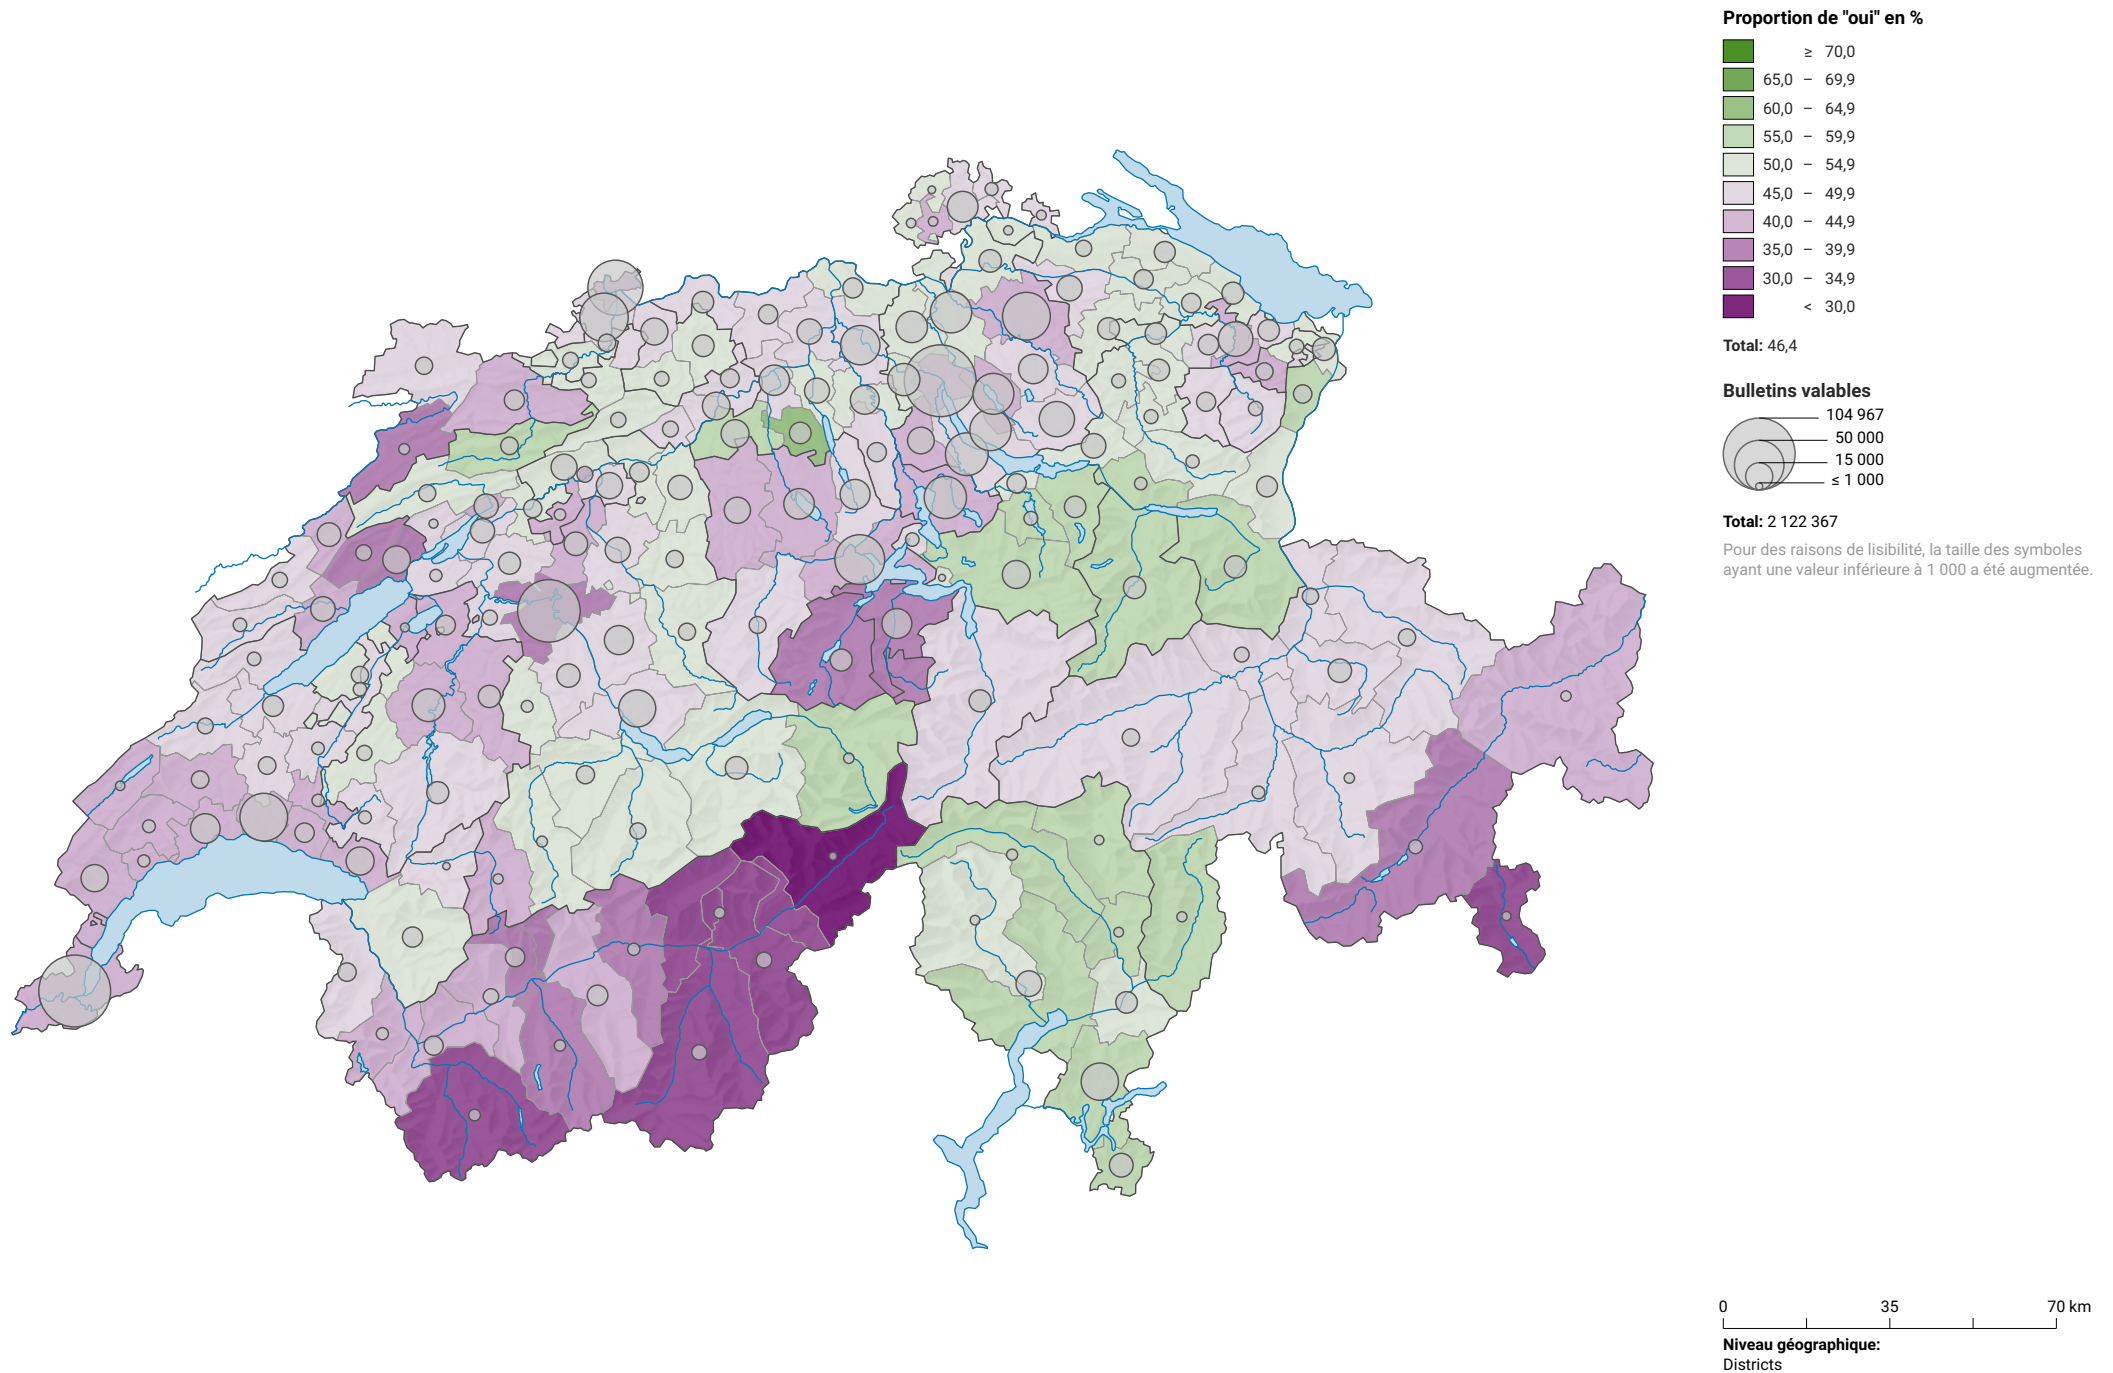 Proportion de "oui" en %
≥ 70,0
65,0 – 69,9
60,0 – 64,9
55,0 – 59,9
50,0 – 54,9
45,0 – 49,9
40,0 – 44,9
35,0 – 39,9
30,0 – 34,9
< 30,0
Total: 46,4
Bulletins valables
104 967
50 000
15 000
≤ 1 000
Total: 2 122 367
Pour des raisons de lisibilité, la taille des symboles
ayant une valeur inférieure à 1 000 a été augmentée.
0 35 70 km
Niveau géographique:
Districts